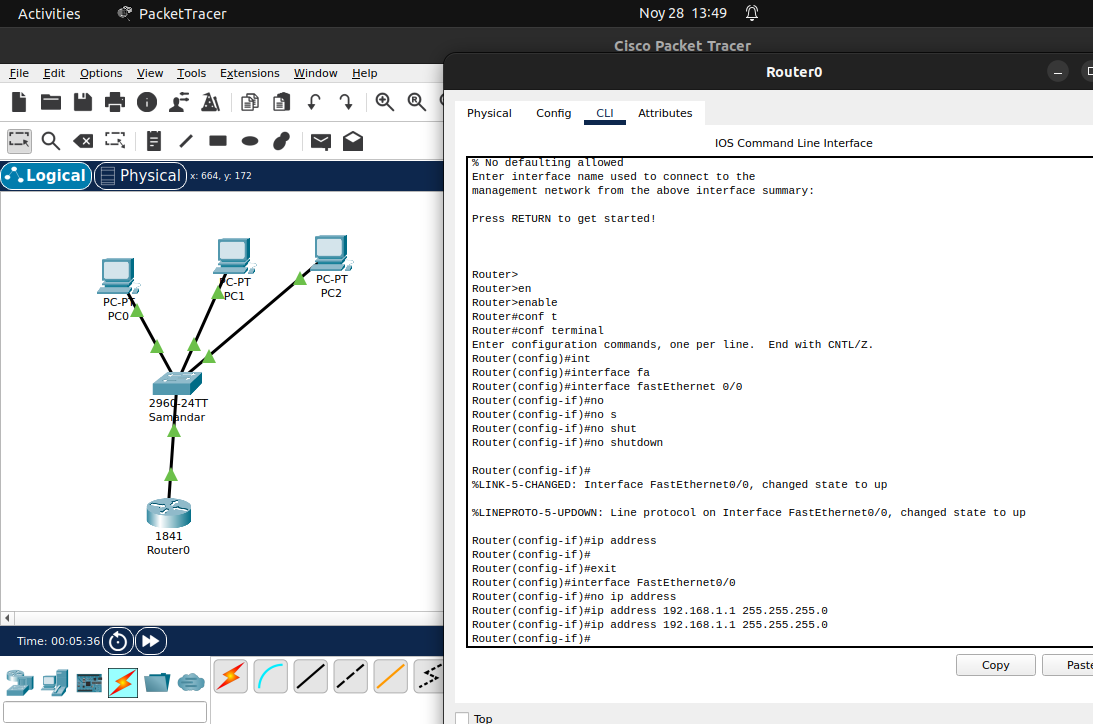 Activities
PacketTracer
Noy 28 13:49
Cisco Packet Tracer
File Edit Options View Tools Extensions Window Help
Logical
Physical
x: 664, y: 172
PC-PT
PC0
PC-PT
PC1
PC-PT
PC2
2960-24TT
Samandar
1841
Router0
Time: 00:05:36
Router0
Physical Config CLI Attributes
IOS Command Line Interface
% No defaulting allowed
Enter interface name used to connect to the
management network from the above interface summary:
Press RETURN to get started!
Router>
Router>en
Router>enable
Router#conf t
Router#conf terminal
Enter configuration commands, one per line.  End with CNTL/Z.
Router(config)#int
Router(config)#interface fa
Router(config)#interface fastEthernet 0/0
Router(config-if)#no
Router(config-if)#no s
Router(config-if)#no shut
Router(config-if)#no shutdown
Router(config-if)#
%LINK-5-CHANGED: Interface FastEthernet0/0, changed state to up
%LINEPROTO-5-UPDOWN: Line protocol on Interface FastEthernet0/0, changed state to up
Router(config-if)#ip address
Router(config-if)#
Router(config-if)#exit
Router(config)#interface FastEthernet0/0
Router(config-if)#no ip address
Router(config-if)#ip address 192.168.1.1 255.255.255.0
Router(config-if)#ip address 192.168.1.1 255.255.255.0
Router(config-if)#
Copy
Paste
Top